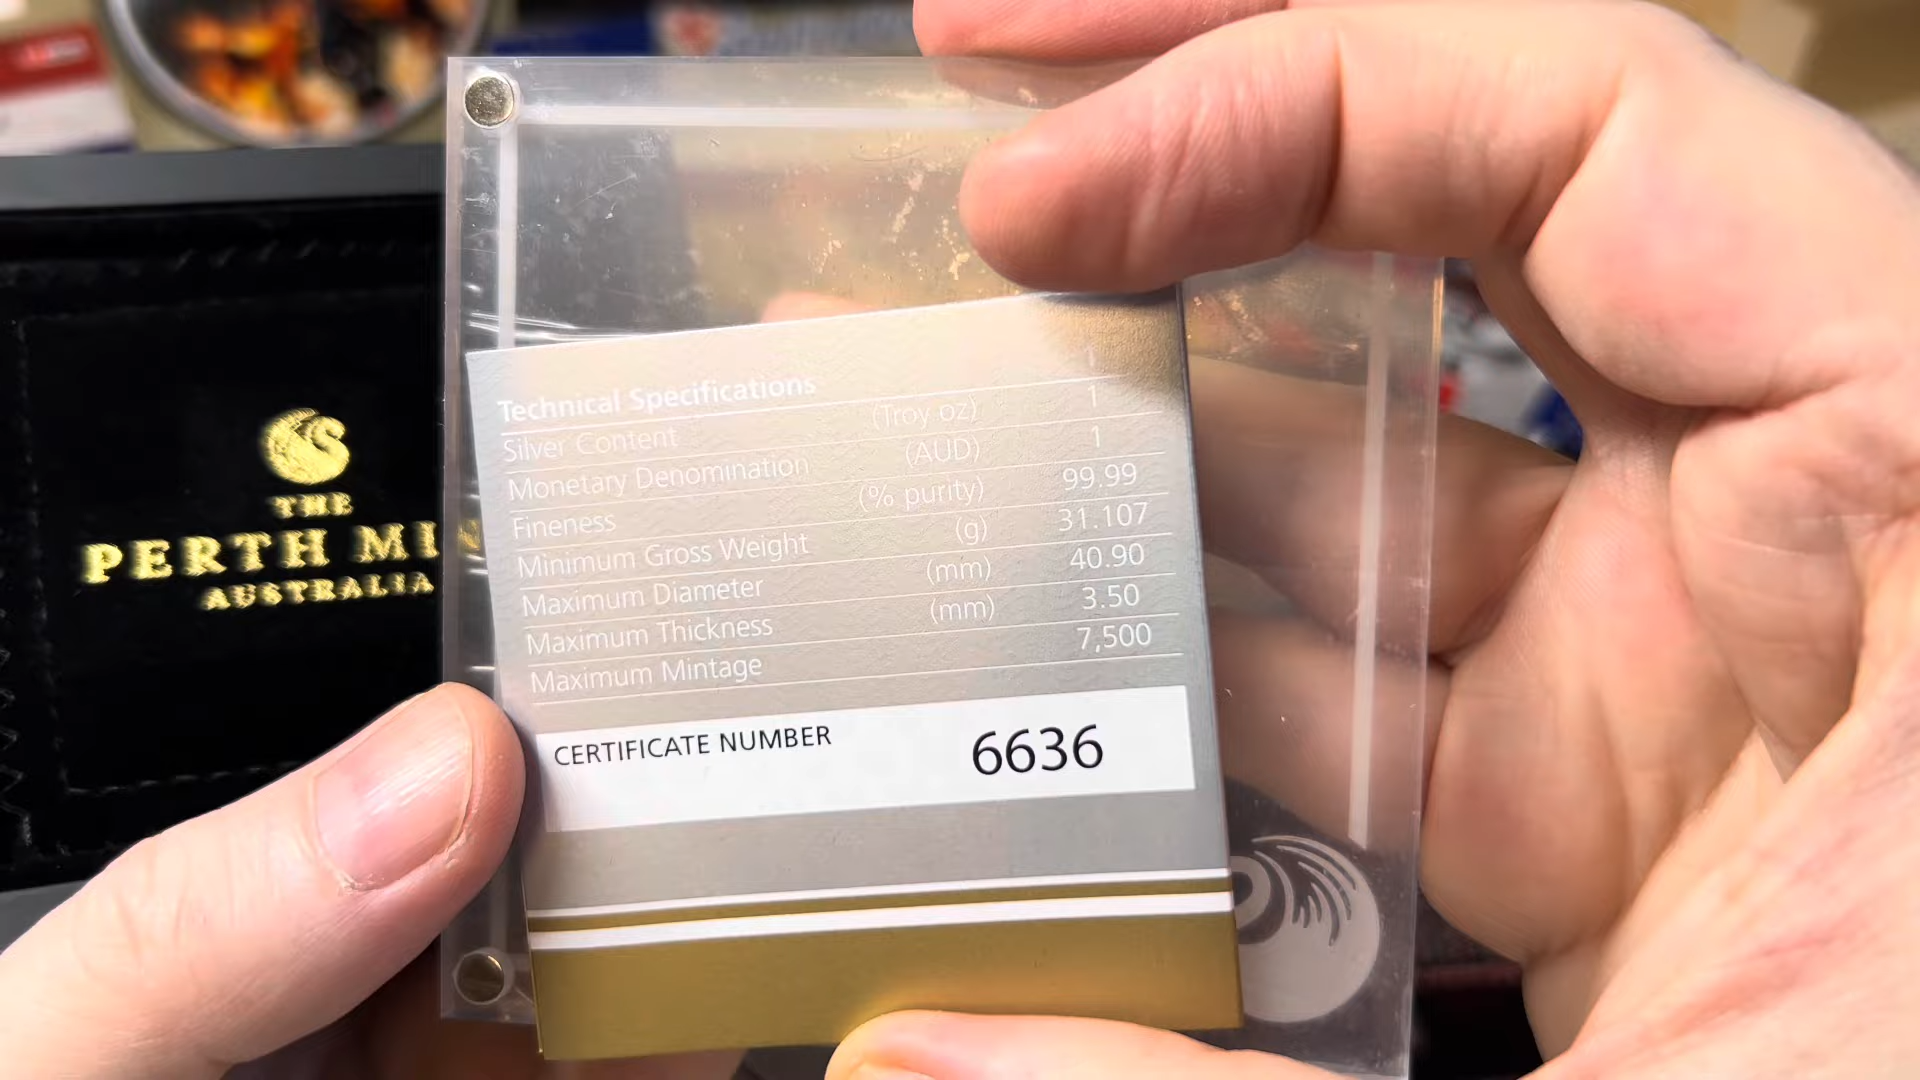 THE
PERTH MIN
AUSTRALIA
Technical Specifications
Silver Content (Troy oz) 1
Monetary Denomination (AUD) 1
Fineness (% purity) 99.99
Minimum Gross Weight (g) 31.107
Maximum Diameter (mm) 40.90
Maximum Thickness (mm) 3.50
Maximum Mintage 7,500
CERTIFICATE NUMBER 6636